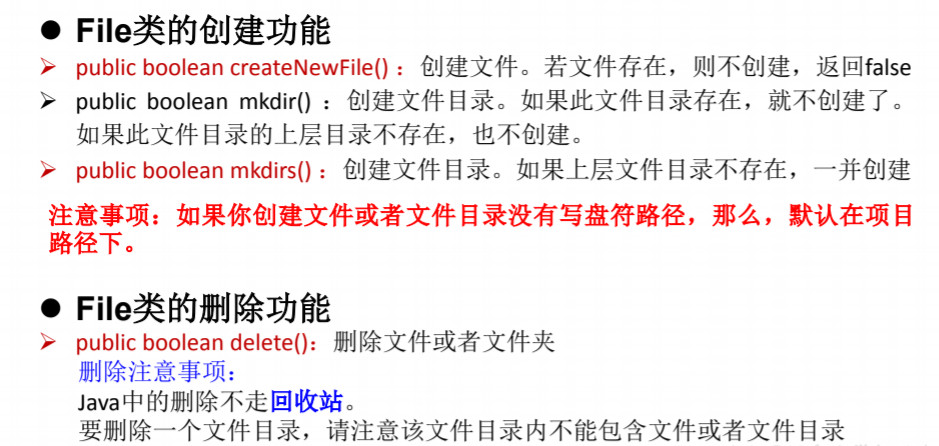 ● File类的创建功能
➢ public boolean createNewFile() ：创建文件。若文件存在，则不创建，返回false
➢ public boolean mkdir() ：创建文件目录。如果此文件目录存在，就不创建了。
如果此文件目录的上层目录不存在，也不创建。
➢ public boolean mkdirs() ：创建文件目录。如果上层文件目录不存在，一并创建
注意事项：如果你创建文件或者文件目录没有写盘符路径，那么，默认在项目
路径下。
● File类的删除功能
➢ public boolean delete()：删除文件或者文件夹
删除注意事项：
Java中的删除不走回收站。
要删除一个文件目录，请注意该文件目录内不能包含文件或者文件目录